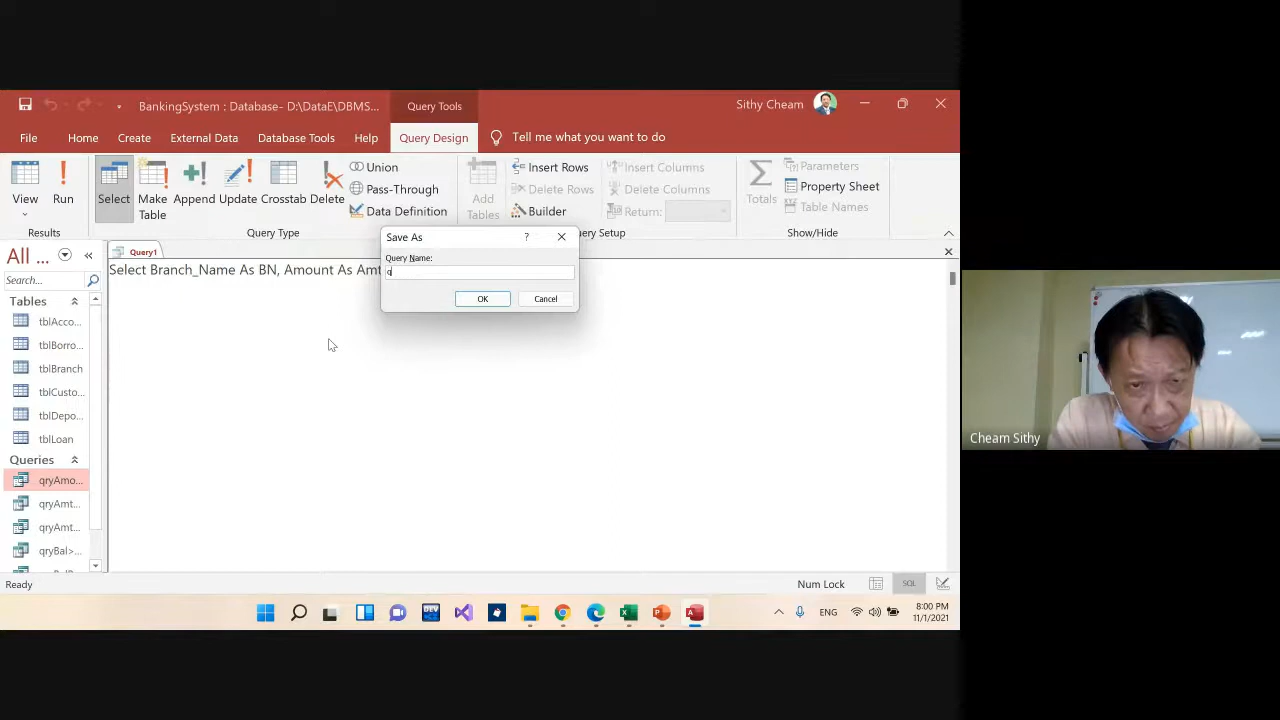 BankingSystem : Database- D:\DataE\DBMS...
Query Tools
Sithy Cheam
File
Home
Create
External Data
Database Tools
Help
Query Design
Tell me what you want to do
View
Run
Select
Make Table
Append
Update
Crosstab
Delete
Union
Pass-Through
Data Definition
Add Tables
Insert Rows
Delete Rows
Builder
Insert Columns
Delete Columns
Return:
Totals
Parameters
Property Sheet
Table Names
Results
Query Type
uery Setup
Show/Hide
All ...
Search...
Tables
tblAcco...
tblBorro...
tblBranch
tblCusto...
tblDepo...
tblLoan
Queries
qryAmo...
qryAmt...
qryAmt...
qryBal>...
Query1
Select Branch_Name As BN, Amount As Amt
Save As
?
Query Name:
q
OK
Cancel
Ready
Num Lock
SQL
ENG
8:00 PM
11/1/2021
Cheam Sithy